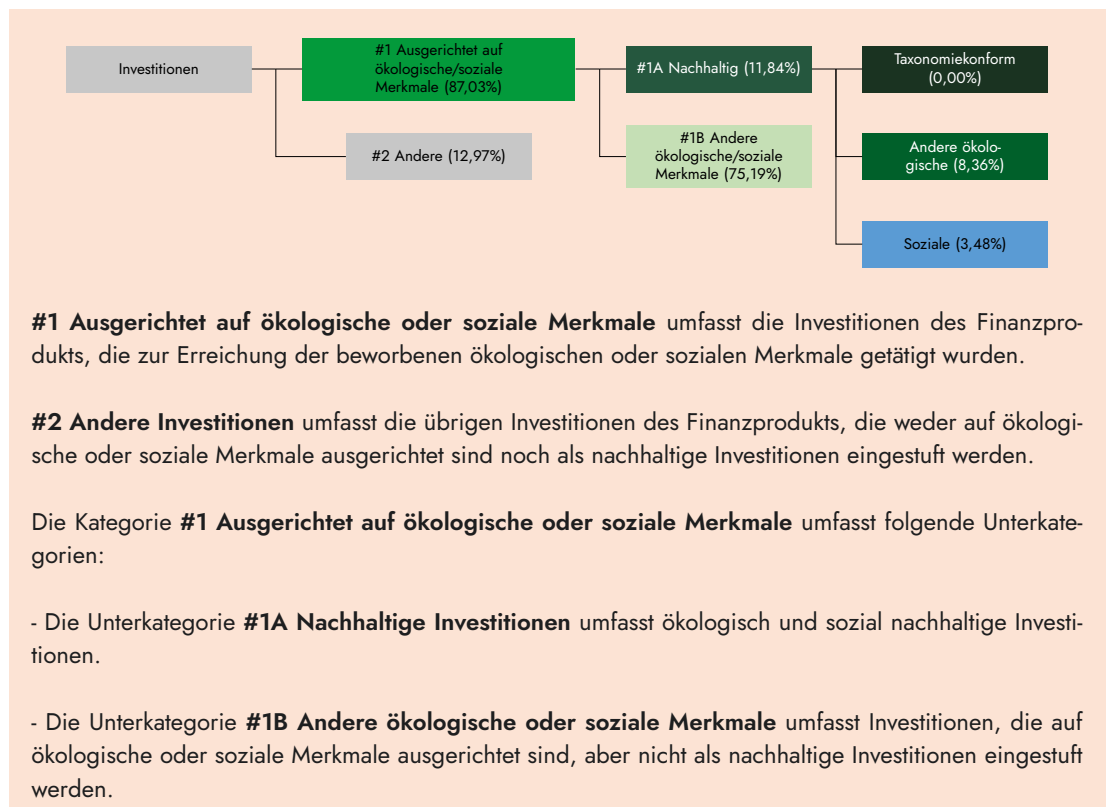 Investitionen
#1 Ausgerichtet auf
ökologische/soziale
Merkmale (87,03%)
#1A Nachhaltig (11,84%)
Taxonomiekonform
(0,00%)
#2 Andere (12,97%)
#1B Andere
ökologische/soziale
Merkmale (75,19%)
Andere ökolo-
gische (8,36%)
Soziale (3,48%)
#1 Ausgerichtet auf ökologische oder soziale Merkmale umfasst die Investitionen des Finanzpro-
dukts, die zur Erreichung der beworbenen ökologischen oder sozialen Merkmale getätigt wurden.
#2 Andere Investitionen umfasst die übrigen Investitionen des Finanzprodukts, die weder auf ökologi-
sche oder soziale Merkmale ausgerichtet sind noch als nachhaltige Investitionen eingestuft werden.
Die Kategorie #1 Ausgerichtet auf ökologische oder soziale Merkmale umfasst folgende Unterkate-
gorien:
- Die Unterkategorie #1A Nachhaltige Investitionen umfasst ökologisch und sozial nachhaltige Investi-
tionen.
- Die Unterkategorie #1B Andere ökologische oder soziale Merkmale umfasst Investitionen, die auf
ökologische oder soziale Merkmale ausgerichtet sind, aber nicht als nachhaltige Investitionen eingestuft
werden.